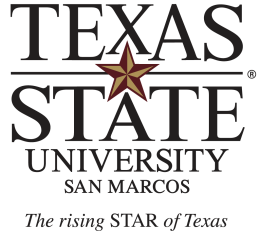 TEXAS
®
STATE
UNIVERSITY
SAN MARCOS
The rising STAR of Texas